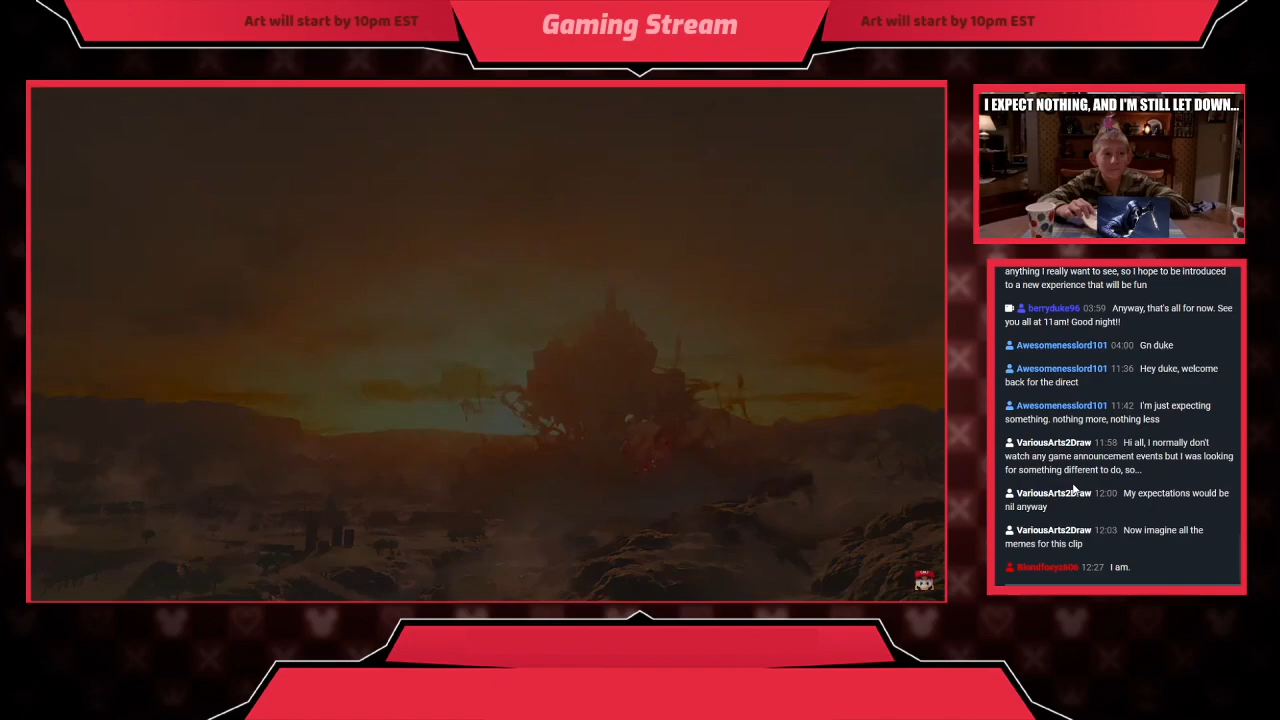 Art will start by 10pm EST
Gaming Stream
Art will start by 10pm EST
I EXPECT NOTHING, AND I'M STILL LET DOWN...
anything I really want to see, so I hope to be introduced
to a new experience that will be fun
berryduke96 03:59 Anyway, that's all for now. See
you all at 11am! Good night!!
Awesomenesslord101 04:00 Gn duke
Awesomenesslord101 11:36 Hey duke, welcome
back for the direct
Awesomenesslord101 11:42 I'm just expecting
something. nothing more, nothing less
VariousArts2Draw 11:58 Hi all, I normally don't
watch any game announcement events but I was looking
for something different to do, so...
VariousArts2Draw 12:00 My expectations would be
nil anyway
VariousArts2Draw 12:03 Now imagine all the
memes for this clip
12:27 I am.